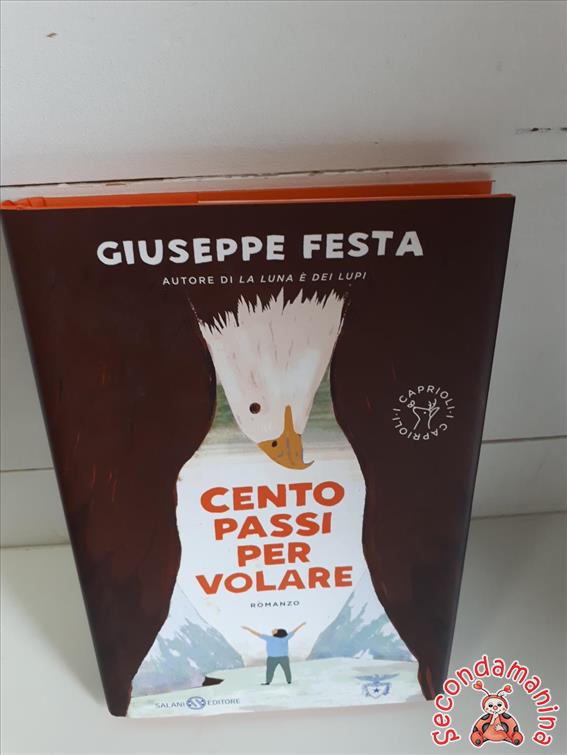 GIUSEPPE FESTA
AUTORE DI LA LUNA È DEI LUPI
I CAPRIOLI · I CAPRIOLI ·
CENTO
PASSI
PER
VOLARE
ROMANZO
SALANI EDITORE
secondamanina